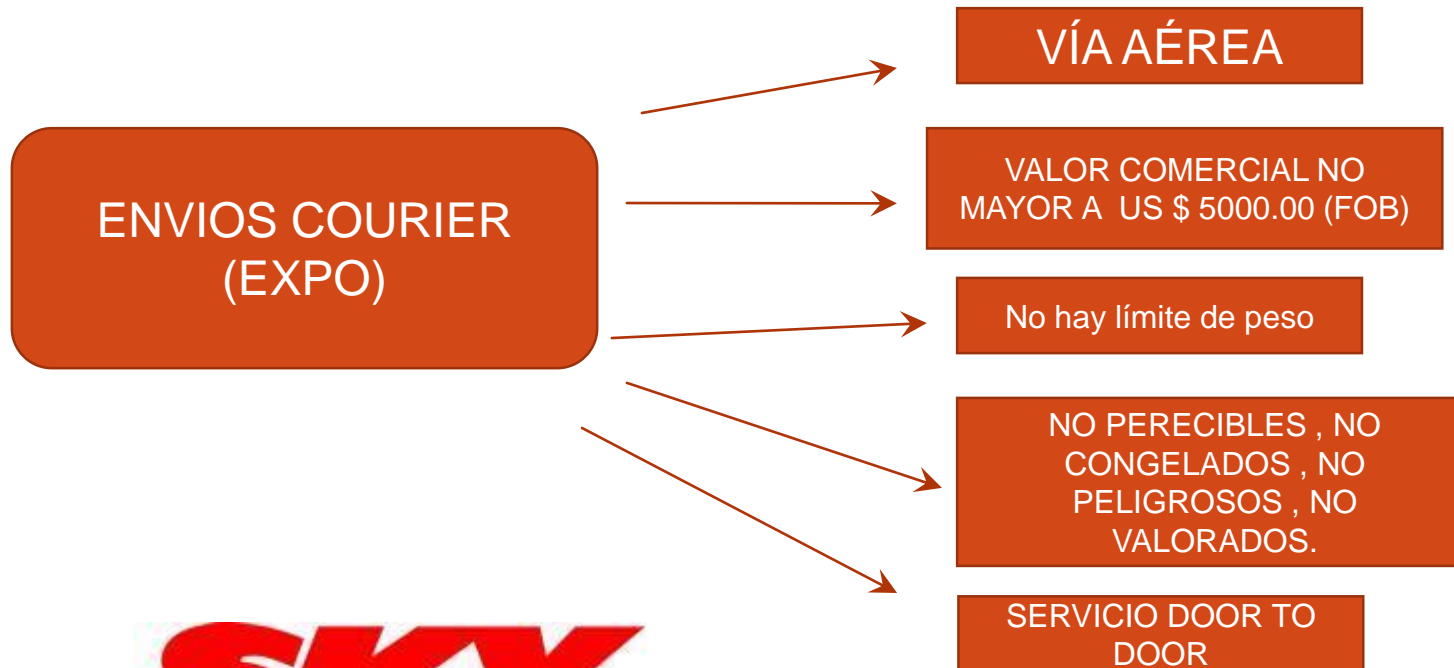 VÍA AÉREA
ENVIOS COURIER
(EXPO)
VALOR COMERCIAL NO
MAYOR A US $ 5000.00 (FOB)
No hay límite de peso
NO PERECIBLES , NO
CONGELADOS , NO
PELIGROSOS , NO
VALORADOS.
SERVICIO DOOR TO
DOOR
SKY